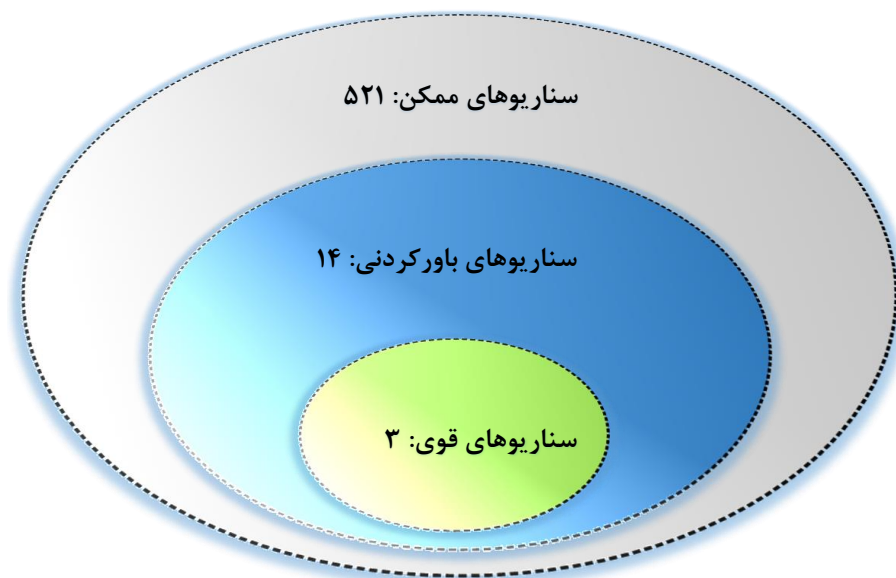 سناریوهای ممکن: ۵۲۱
سناریوهای باورکردنی: ۱۴
سناریوهای قوی: ۳